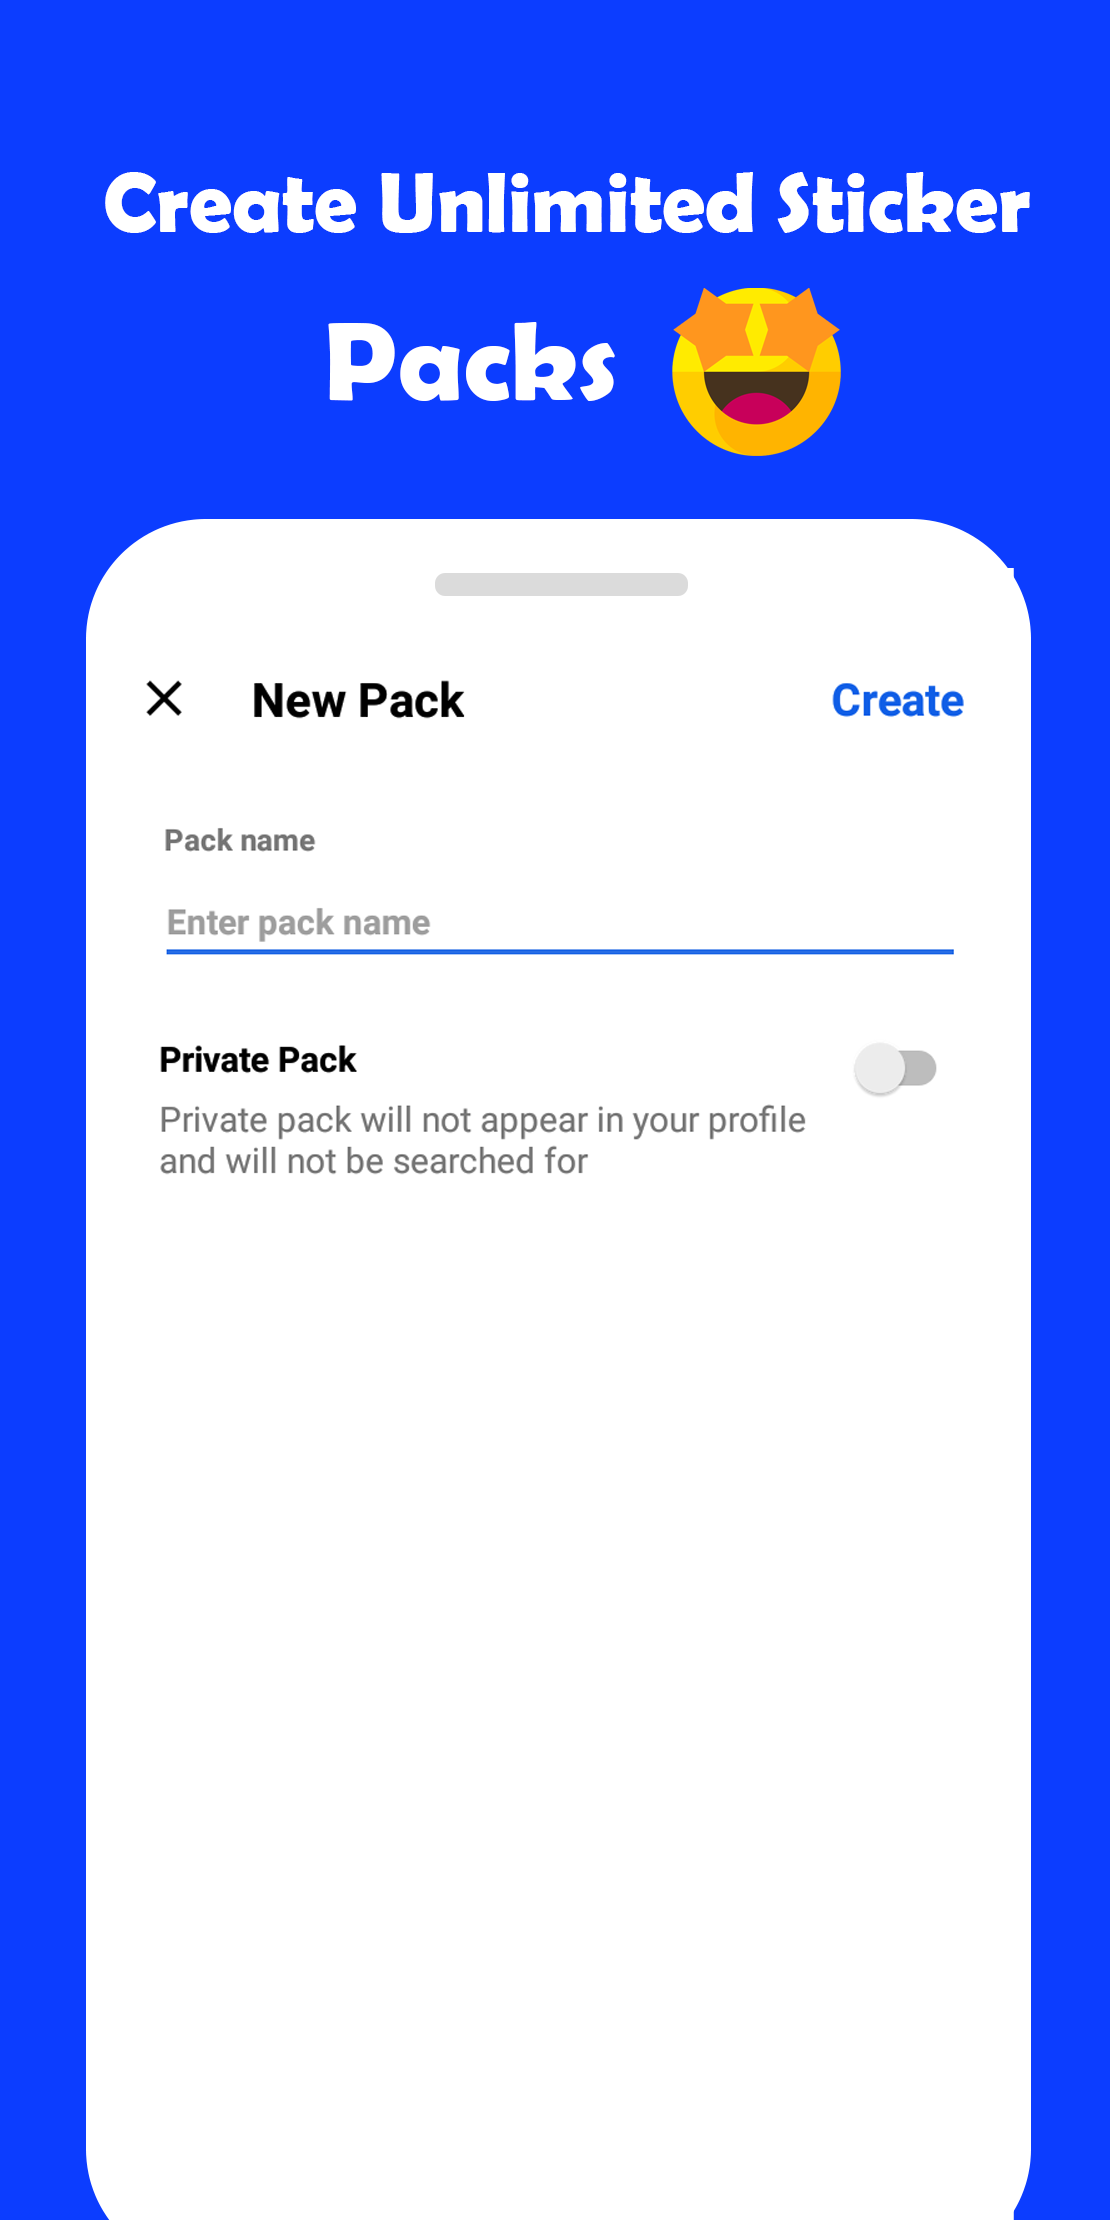 Create Unlimited Sticker
Packs
New Pack
Create
Pack name
Enter pack name
Private Pack
Private pack will not appear in your profile
and will not be searched for